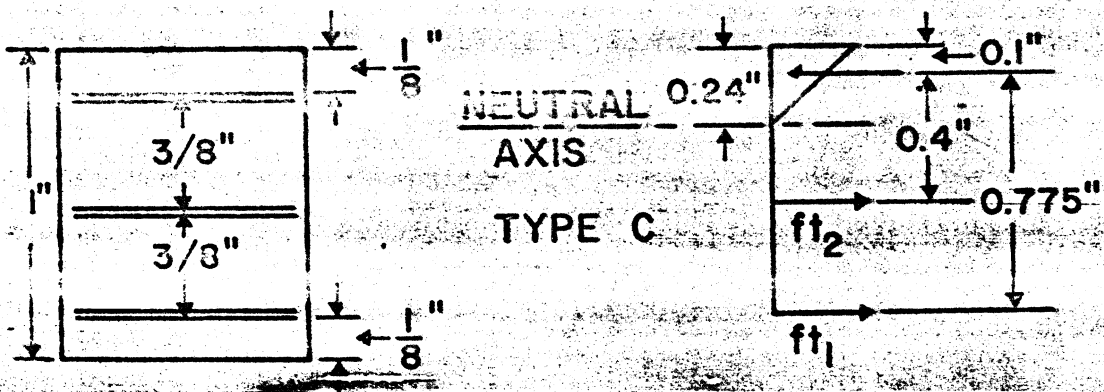 1"
1/8"
3/8"
3/8"
1/8"
NEUTRAL
AXIS
TYPE C
0.24"
0.1"
0.4"
0.775"
ft₂
ft₁